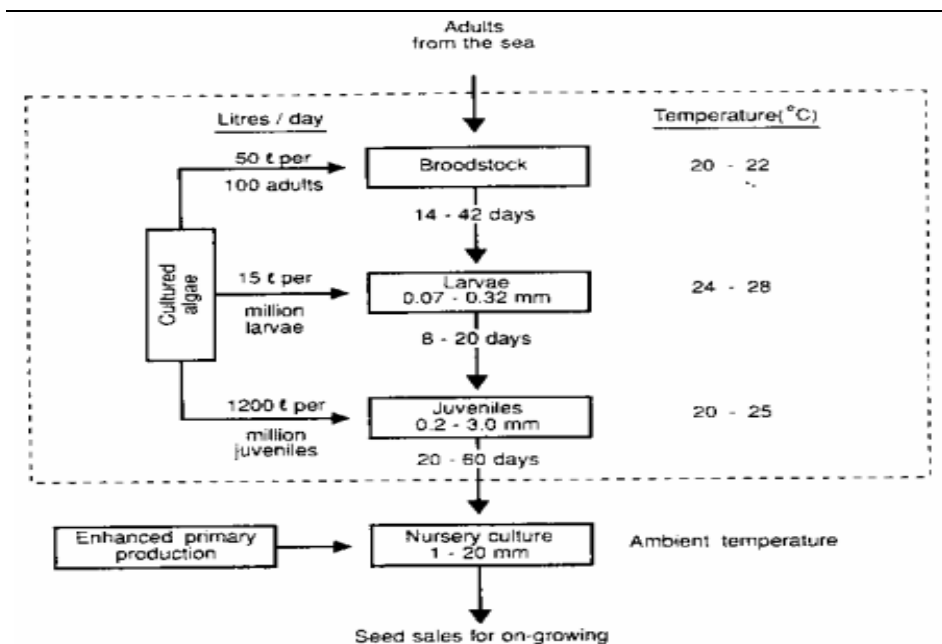 Adults
from the sea
Litres / day
Temperature(°C)
50 ℓ per
100 adults
Broodstock
20 - 22
14 - 42 days
Cultured
algae
15 ℓ per
million
larvae
Larvae
0.07 - 0.32 mm
24 - 28
8 - 20 days
1200 ℓ per
million
juveniles
Juveniles
0.2 - 3.0 mm
20 - 25
20 - 60 days
Enhanced primary
production
Nursery culture
1 - 20 mm
Ambient temperature
Seed sales for on-growing